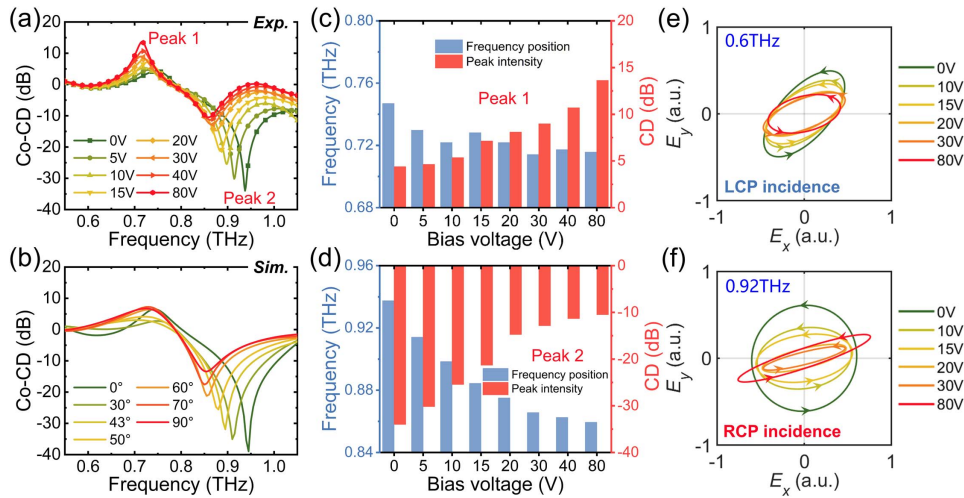 (a)
20
10
0
-10
-20
-30
-40
Co-CD (dB)
Peak 1
Exp.
0V
5V
10V
15V
20V
30V
40V
80V
Peak 2
0.6 0.7 0.8 0.9 1.0
Frequency (THz)
(b)
20
10
0
-10
-20
-30
-40
Co-CD (dB)
Sim.
0°
30°
43°
50°
60°
70°
90°
0.6 0.7 0.8 0.9 1.0
Frequency (THz)
(c)
0.80
0.76
0.72
0.68
Frequency (THz)
Frequency position
Peak intensity
Peak 1
20
15
10
5
0
CD (dB)
0 5 10 15 20 30 40 80
Bias voltage (V)
(d)
0.96
0.92
0.88
0.84
Frequency (THz)
Peak 2
Frequency position
Peak intensity
0
-10
-20
-30
-40
CD (dB)
0 5 10 15 20 30 40 80
Bias voltage (V)
(e)
1
0
-1
E_y (a.u.)
0.6THz
LCP incidence
-1 0 1
E_x (a.u.)
0V
10V
15V
20V
30V
80V
(f)
1
0
-1
E_y (a.u.)
0.92THz
RCP incidence
-1 0 1
E_x (a.u.)
0V
10V
15V
20V
30V
80V